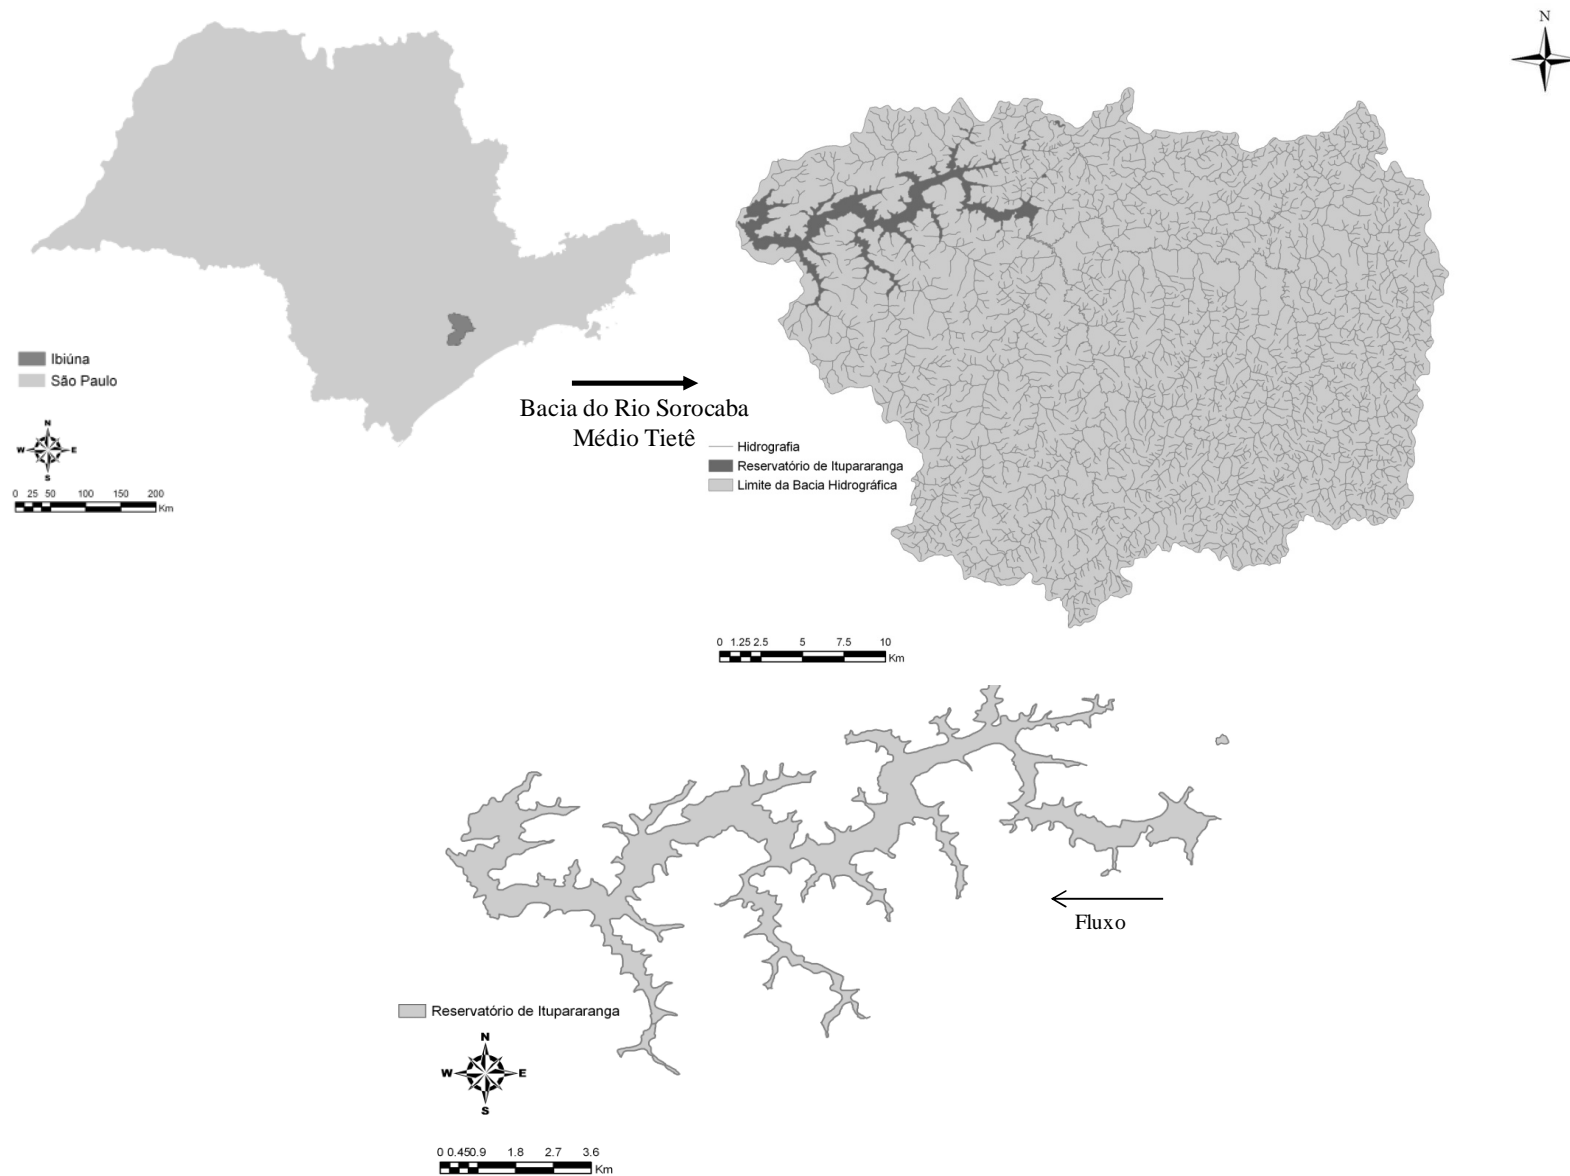 N
Ibiúna
São Paulo
N
W E
S
0 25 50 100 150 200
Km
Bacia do Rio Sorocaba
Médio Tietê
Hidrografia
Reservatório de Itupararanga
Limite da Bacia Hidrográfica
0 1.25 2.5 5 7.5 10
Km
Fluxo
Reservatório de Itupararanga
N
W E
S
0 0.45 0.9 1.8 2.7 3.6
Km